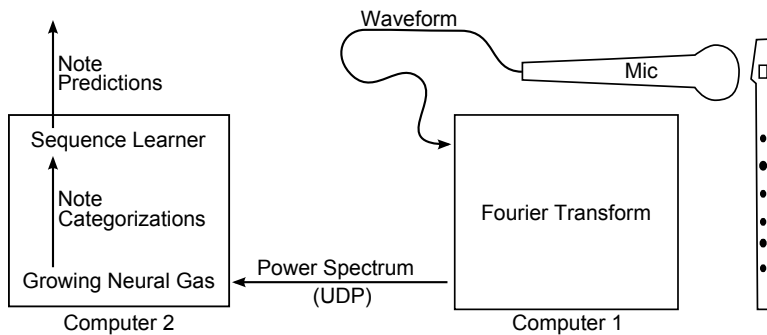 Waveform
Note
Predictions
Mic
Sequence Learner
Note
Categorizations
Fourier Transform
Growing Neural Gas
Power Spectrum
(UDP)
Computer 2
Computer 1